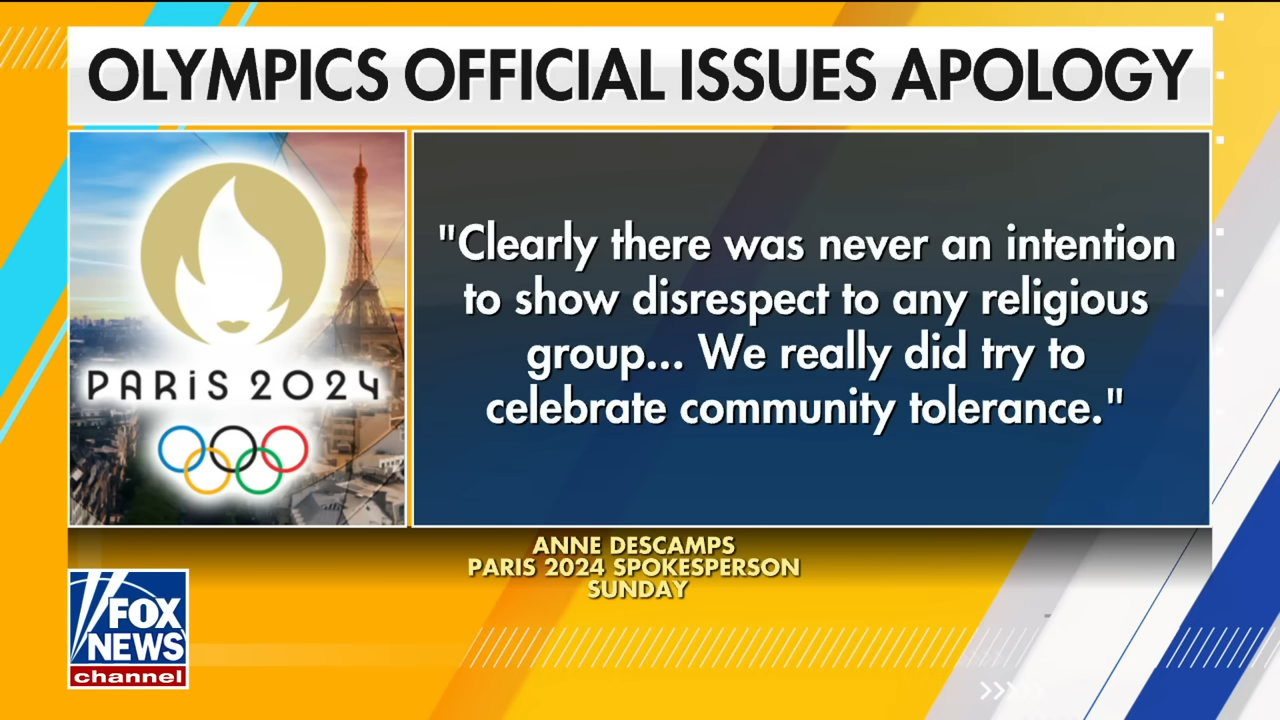 OLYMPICS OFFICIAL ISSUES APOLOGY
PARiS 2024
"Clearly there was never an intention
to show disrespect to any religious
group... We really did try to
celebrate community tolerance."
ANNE DESCAMPS
PARIS 2024 SPOKESPERSON
SUNDAY
FOX
NEWS
channel